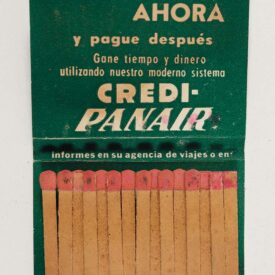 AHORA
y pague después
Gane tiempo y dinero
utilizando nuestro moderno sistema
CREDI-
PANAIR
informes en su agencia de viajes o en: